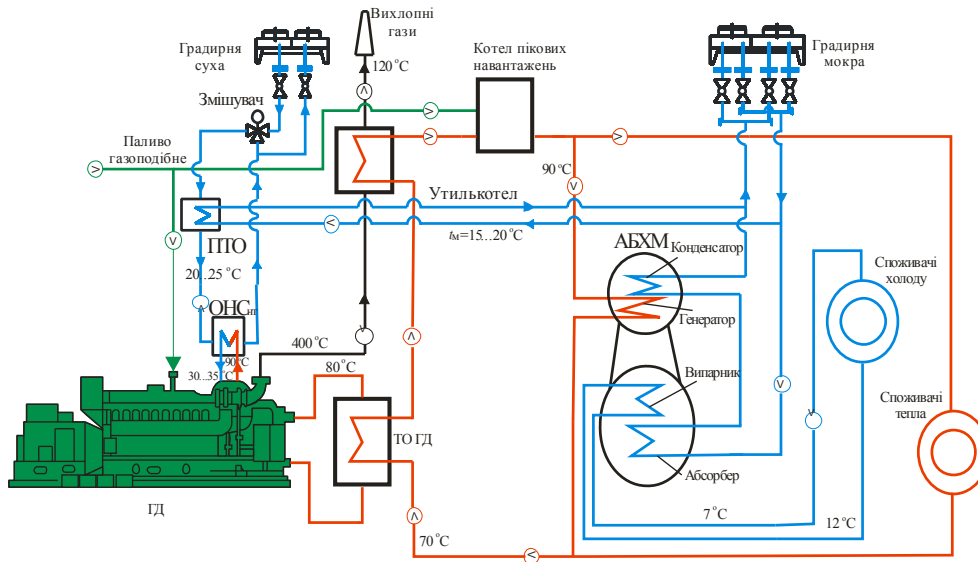 Вихлопні
гази
Градирня
суха
120°C
Котел пікових
навантажень
Градирня
мокра
Змішувач
Паливо
газоподібне
90°C
Утилькотел
tм=15...20°C
ПТО
20...25°C
АБХМ
Конденсатор
Споживачі
холоду
ОНСнт
Генератор
400°C
90°C
30...35°C
80°C
Випарник
Споживачі
тепла
ТО ГД
Абсорбер
ГД
7°C
12°C
70°C